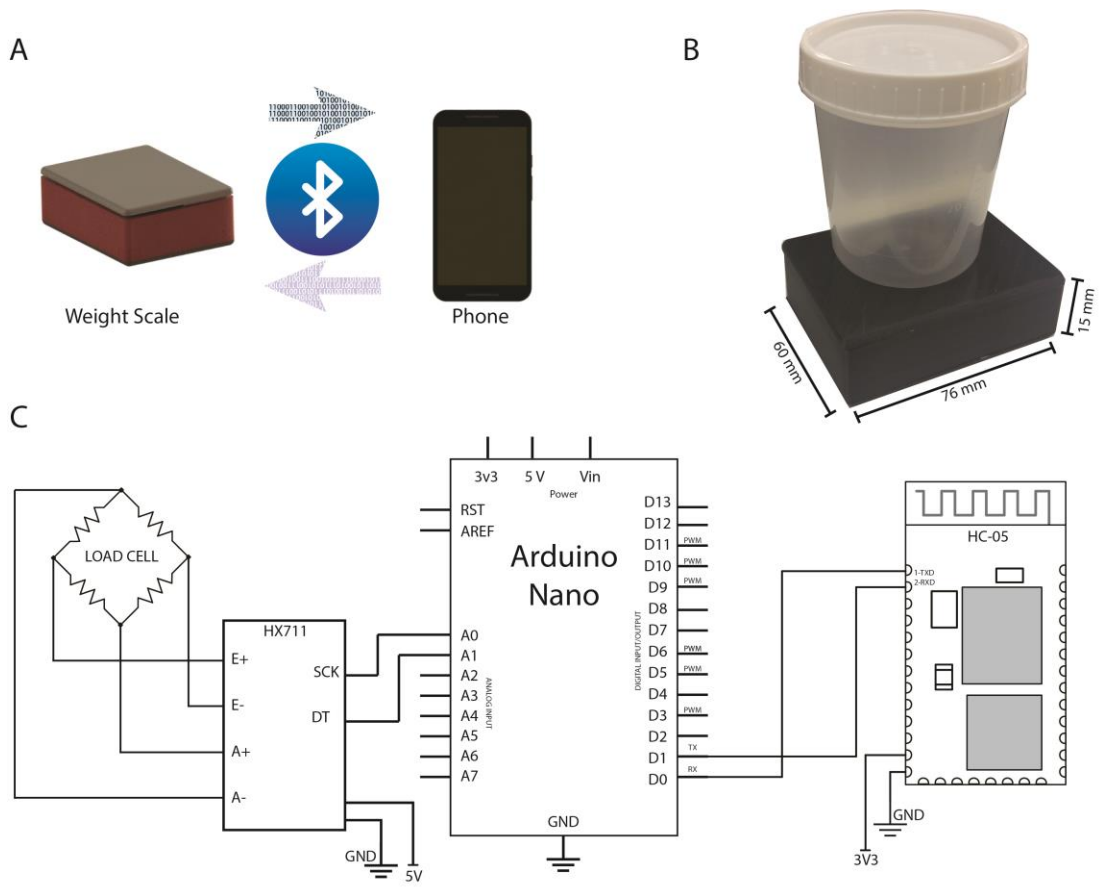 A
B
Weight Scale
Phone
60 mm
76 mm
15 mm
C
3v3
5 V
Vin
Power
RST
AREF
Arduino
Nano
LOAD CELL
HX711
E+
E-
A+
A-
SCK
DT
GND
5V
A0
A1
A2
A3
A4
A5
A6
A7
ANALOG INPUT
DIGITAL INPUT/OUTPUT
D13
D12
D11 PWM
D10 PWM
D9 PWM
D8
D7
D6 PWM
D5 PWM
D4
D3 PWM
D2
D1 TX
D0 RX
GND
HC-05
1-TXD
2-RXD
GND
3V3